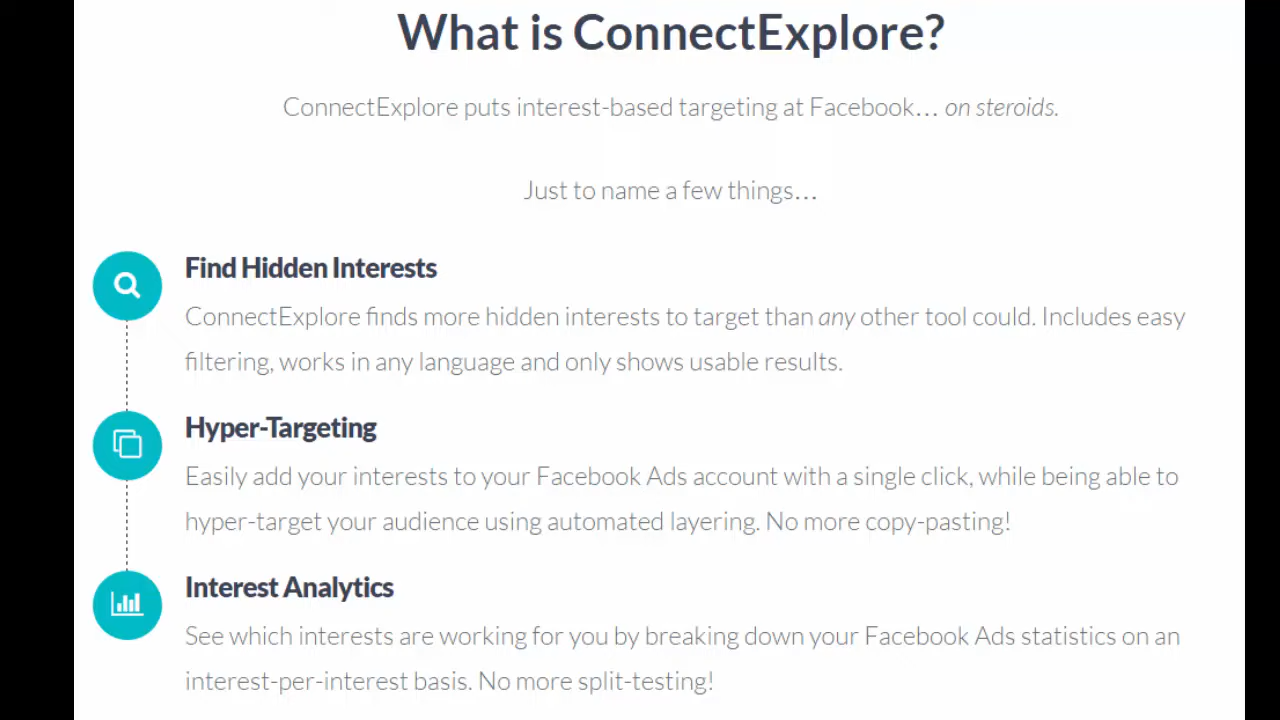 What is ConnectExplore?
ConnectExplore puts interest-based targeting at Facebook… on steroids.
Just to name a few things…
Find Hidden Interests
ConnectExplore finds more hidden interests to target than any other tool could. Includes easy
filtering, works in any language and only shows usable results.
Hyper-Targeting
Easily add your interests to your Facebook Ads account with a single click, while being able to
hyper-target your audience using automated layering. No more copy-pasting!
Interest Analytics
See which interests are working for you by breaking down your Facebook Ads statistics on an
interest-per-interest basis. No more split-testing!